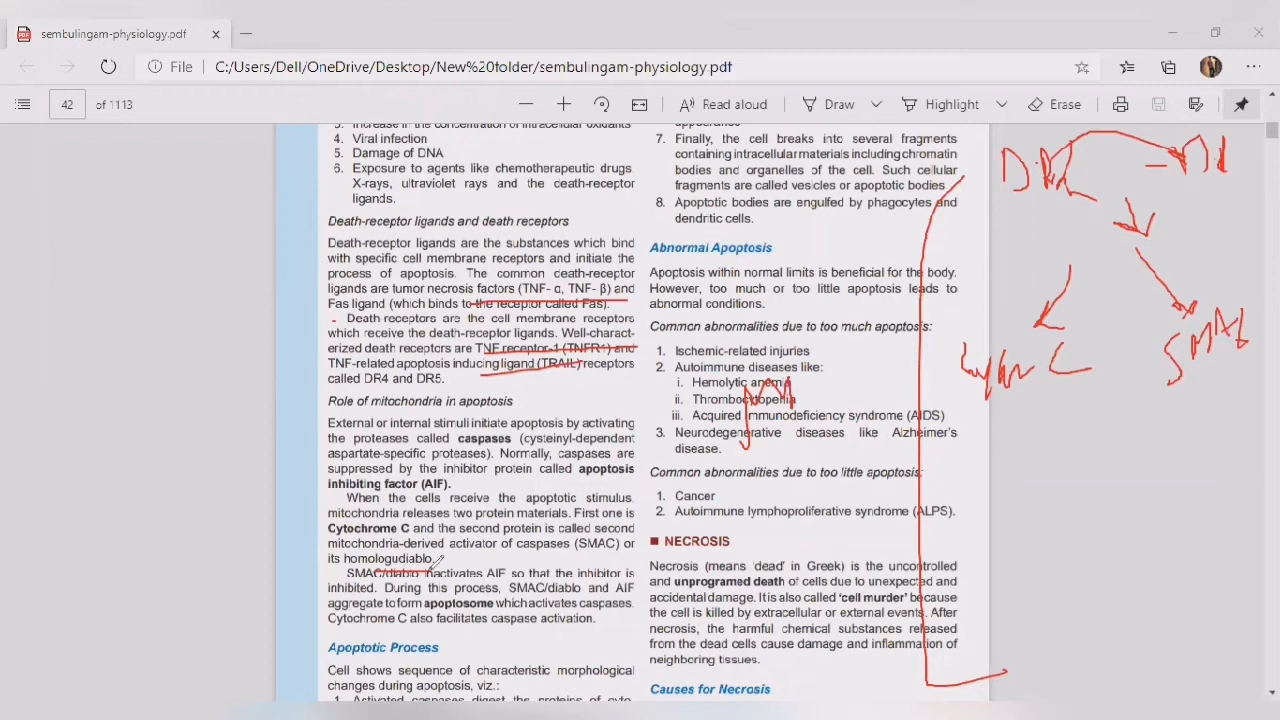 sembulingam-physiology.pdf
File
C:/Users/Dell/OneDrive/Desktop/New%20folder/sembulingam-physiology.pdf
42
of 1113
Read aloud
Draw
Highlight
Erase
3. Increase in the concentration of intracellular oxidants
4. Viral infection
5. Damage of DNA
6. Exposure to agents like chemotherapeutic drugs,
X-rays, ultraviolet rays and the death-receptor
ligands.
Death-receptor ligands and death receptors
Death-receptor ligands are the substances which bind
with specific cell membrane receptors and initiate the
process of apoptosis. The common death-receptor
ligands are tumor necrosis factors (TNF- α, TNF- β) and
Fas ligand (which binds to the receptor called Fas).
Death-receptors are the cell membrane receptors
which receive the death-receptor ligands. Well-charact-
erized death receptors are TNF receptor-1 (TNFR1) and
TNF-related apoptosis inducing ligand (TRAIL) receptors
called DR4 and DR5.
Role of mitochondria in apoptosis
External or internal stimuli initiate apoptosis by activating
the proteases called caspases (cysteinyl-dependent
aspartate-specific proteases). Normally, caspases are
suppressed by the inhibitor protein called apoptosis
inhibiting factor (AIF).
When the cells receive the apoptotic stimulus,
mitochondria releases two protein materials. First one is
Cytochrome C and the second protein is called second
mitochondria-derived activator of caspases (SMAC) or
its homologudiablo.
SMAC/diablo inactivates AIF so that the inhibitor is
inhibited. During this process, SMAC/diablo and AIF
aggregate to form apoptosome which activates caspases.
Cytochrome C also facilitates caspase activation.
Apoptotic Process
Cell shows sequence of characteristic morphological
changes during apoptosis, viz.:
1. Activated caspases digest the proteins of cyto-
appearance
7. Finally, the cell breaks into several fragments
containing intracellular materials including chromatin
bodies and organelles of the cell. Such cellular
fragments are called vesicles or apoptotic bodies
8. Apoptotic bodies are engulfed by phagocytes and
dendritic cells.
Abnormal Apoptosis
Apoptosis within normal limits is beneficial for the body.
However, too much or too little apoptosis leads to
abnormal conditions.
Common abnormalities due to too much apoptosis:
1. Ischemic-related injuries
2. Autoimmune diseases like:
i. Hemolytic anemia
ii. Thrombocytopenia
iii. Acquired immunodeficiency syndrome (AIDS)
3. Neurodegenerative diseases like Alzheimer's
disease.
Common abnormalities due to too little apoptosis:
1. Cancer
2. Autoimmune lymphoproliferative syndrome (ALPS).
NECROSIS
Necrosis (means 'dead' in Greek) is the uncontrolled
and unprogramed death of cells due to unexpected and
accidental damage. It is also called 'cell murder' because
the cell is killed by extracellular or external events. After
necrosis, the harmful chemical substances released
from the dead cells cause damage and inflammation of
neighboring tissues.
Causes for Necrosis
C